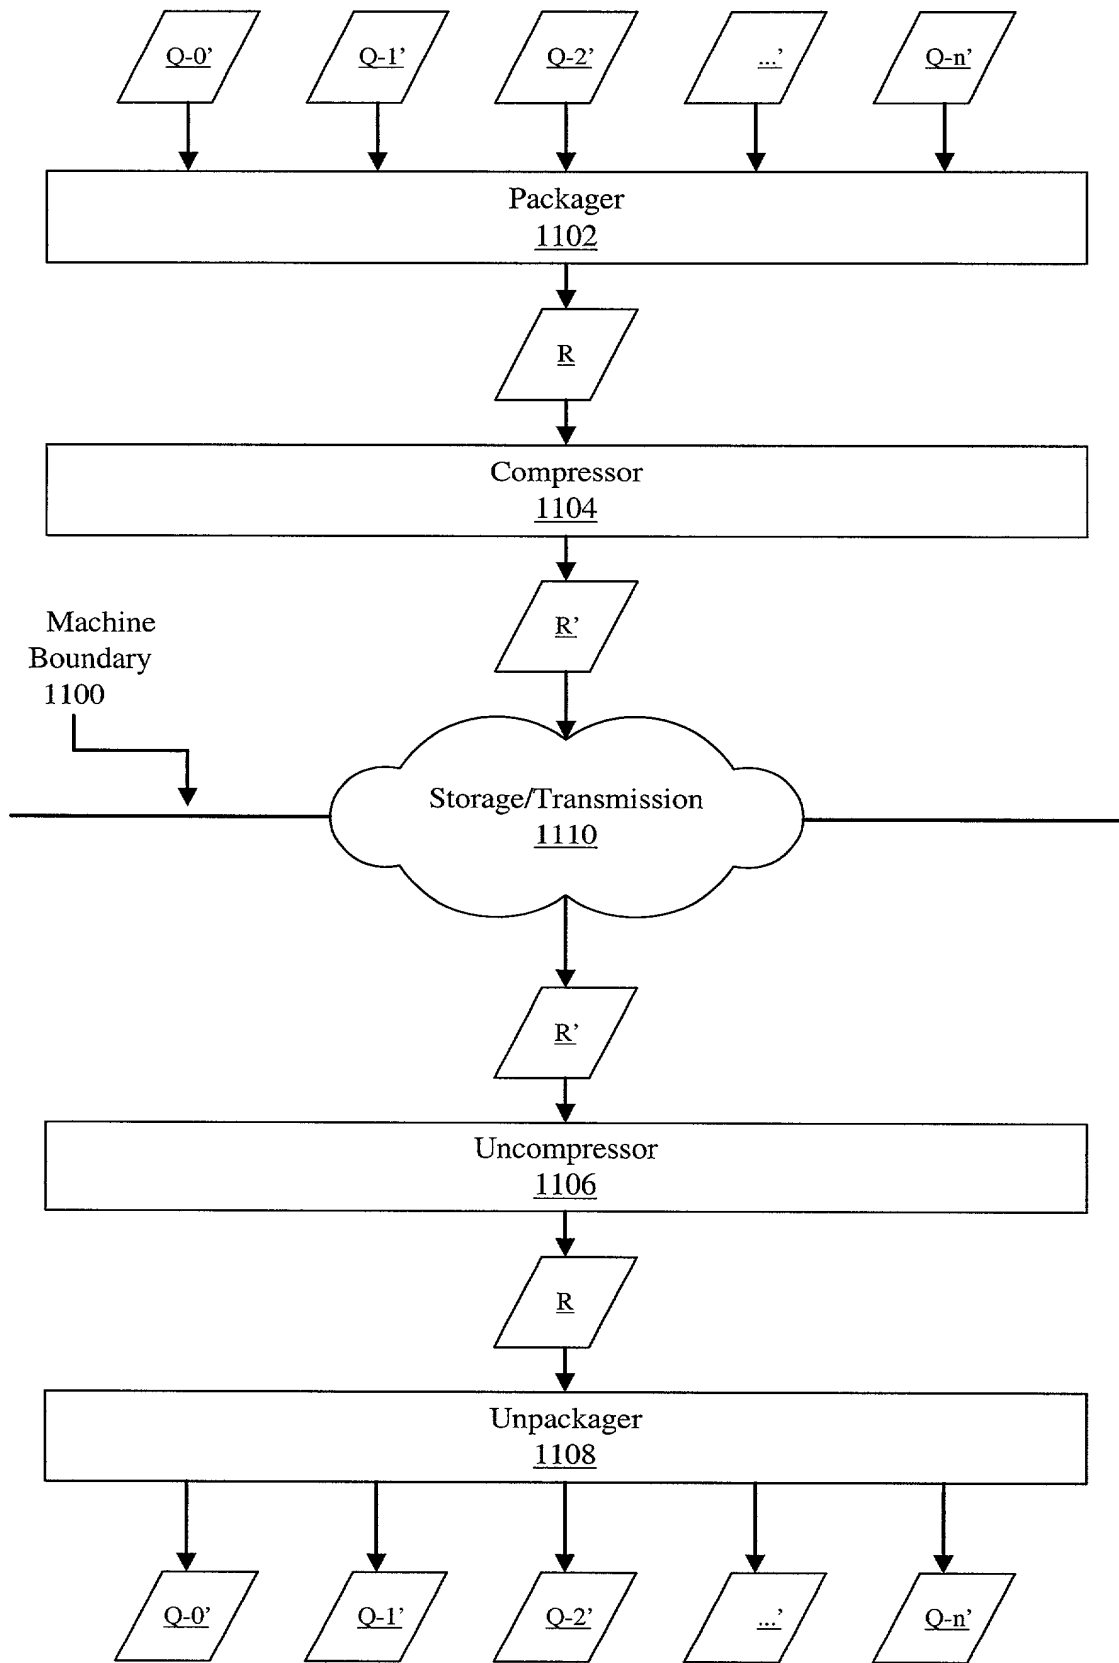 Q-0' Q-1' Q-2' ...' Q-n'
Packager
1102
R
Compressor
1104
R'
Machine
Boundary
1100
Storage/Transmission
1110
R'
Uncompressor
1106
R
Unpackager
1108
Q-0' Q-1' Q-2' ...' Q-n'